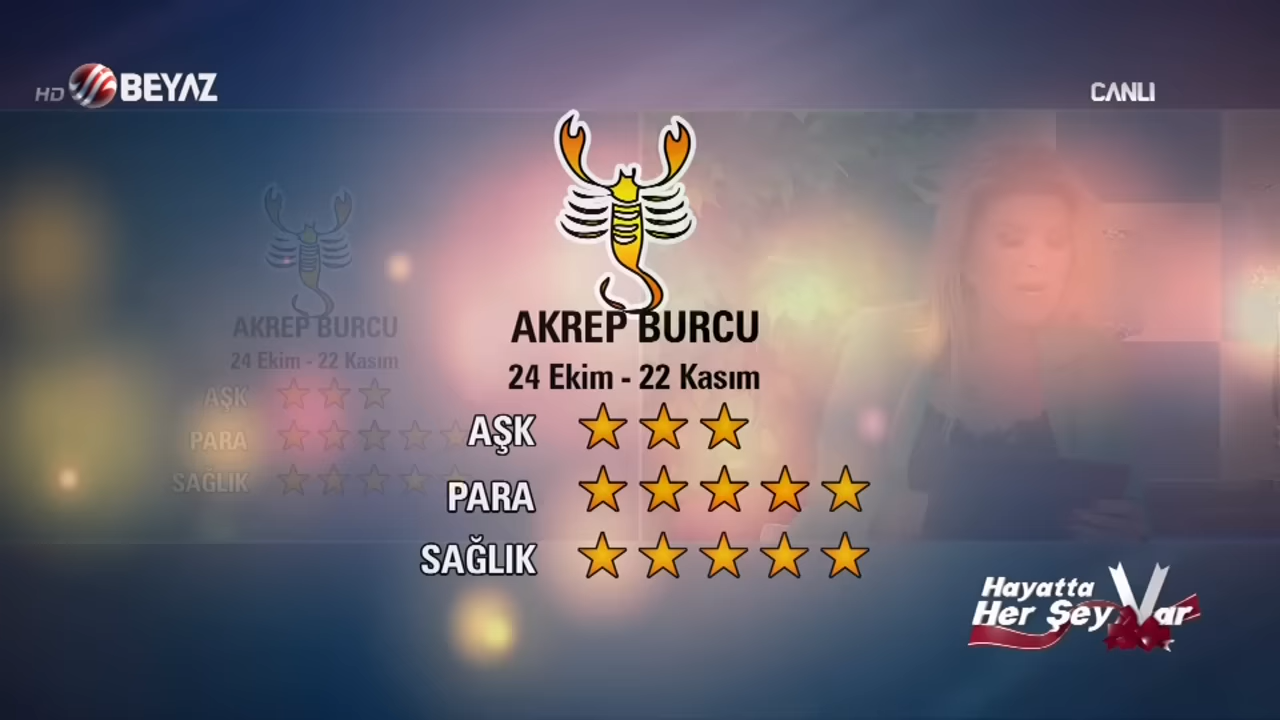 HD BEYAZ
CANLI
AKREP BURCU
24 Ekim - 22 Kasım
AŞK
PARA
SAĞLIK
AKREP BURCU
24 Ekim - 22 Kasım
AŞK
PARA
SAĞLIK
Hayatta
Her Şey Var